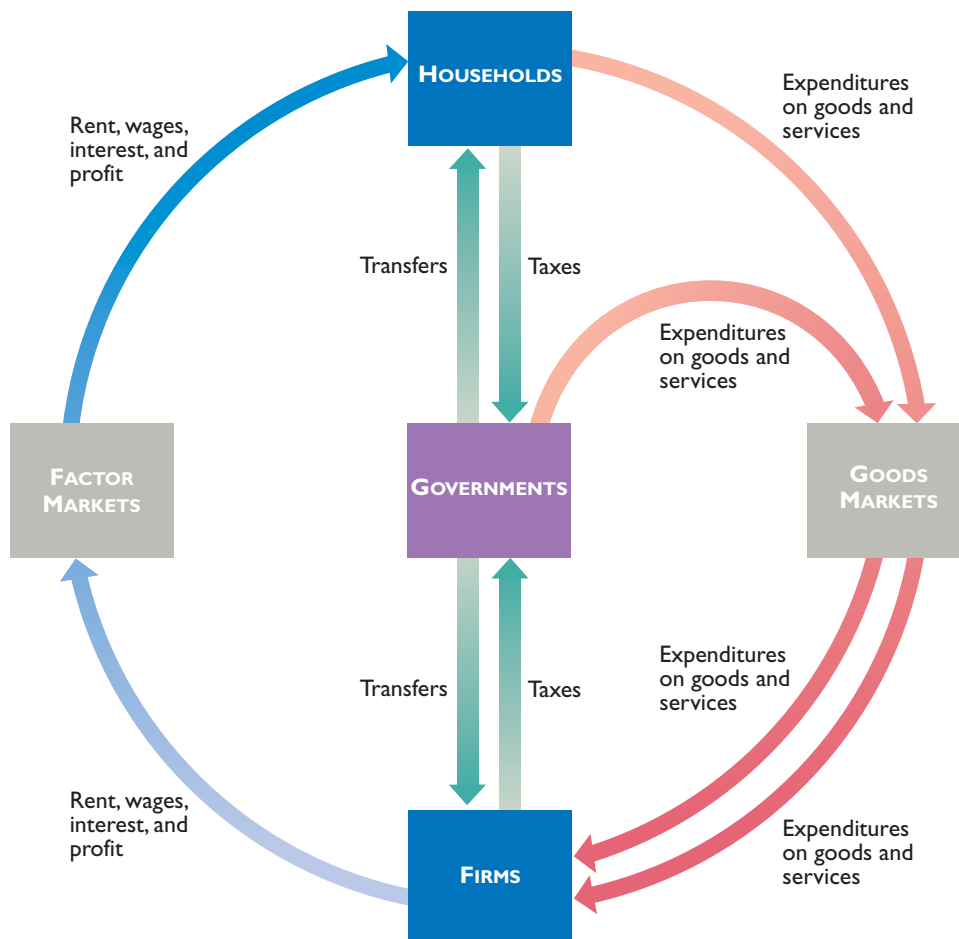 HOUSEHOLDS
Expenditures
on goods and
services
Rent, wages,
interest, and
profit
Transfers
Taxes
Expenditures
on goods and
services
FACTOR
MARKETS
GOVERNMENTS
GOODS
MARKETS
Expenditures
on goods and
services
Transfers
Taxes
Rent, wages,
interest, and
profit
Expenditures
on goods and
services
FIRMS